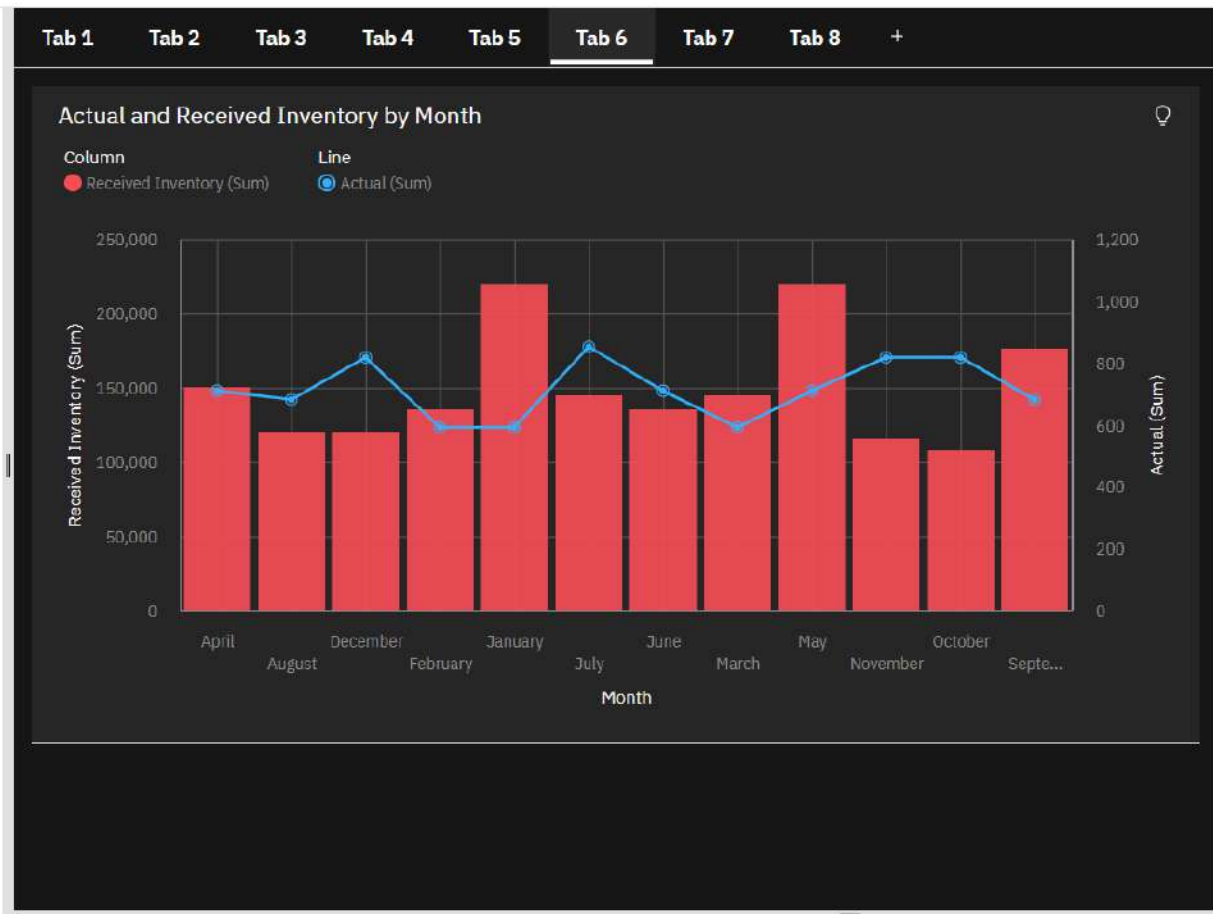 Tab 1 Tab 2 Tab 3 Tab 4 Tab 5 Tab 6 Tab 7 Tab 8 +
Actual and Received Inventory by Month
Column Line
Received Inventory (Sum) Actual (Sum)
250,000 1,200
200,000 1,000
150,000 800
100,000 600
50,000 400
0 200
0
Received Inventory (Sum)
Actual (Sum)
April December January June May October
August February July March November Septe...
Month